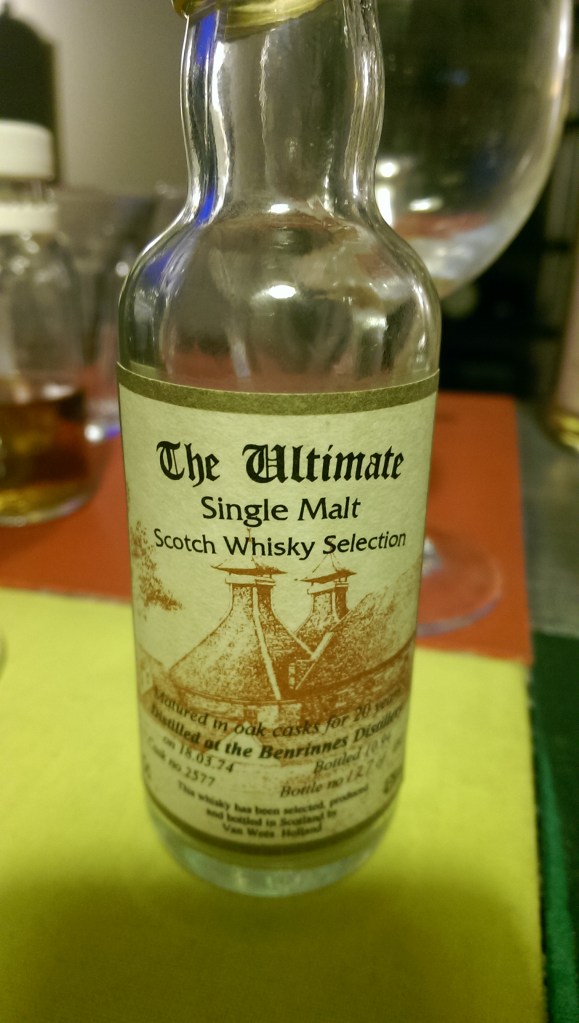 The Ultimate
Single Malt
Scotch Whisky Selection
Matured in oak casks for 20 years
Distilled at the Benrinnes Distillery
on 18.03.74
Bottled
Cask no 2577
Bottle no
This whisky has been selected, produced
and bottled in Scotland by
Van Wees Holland